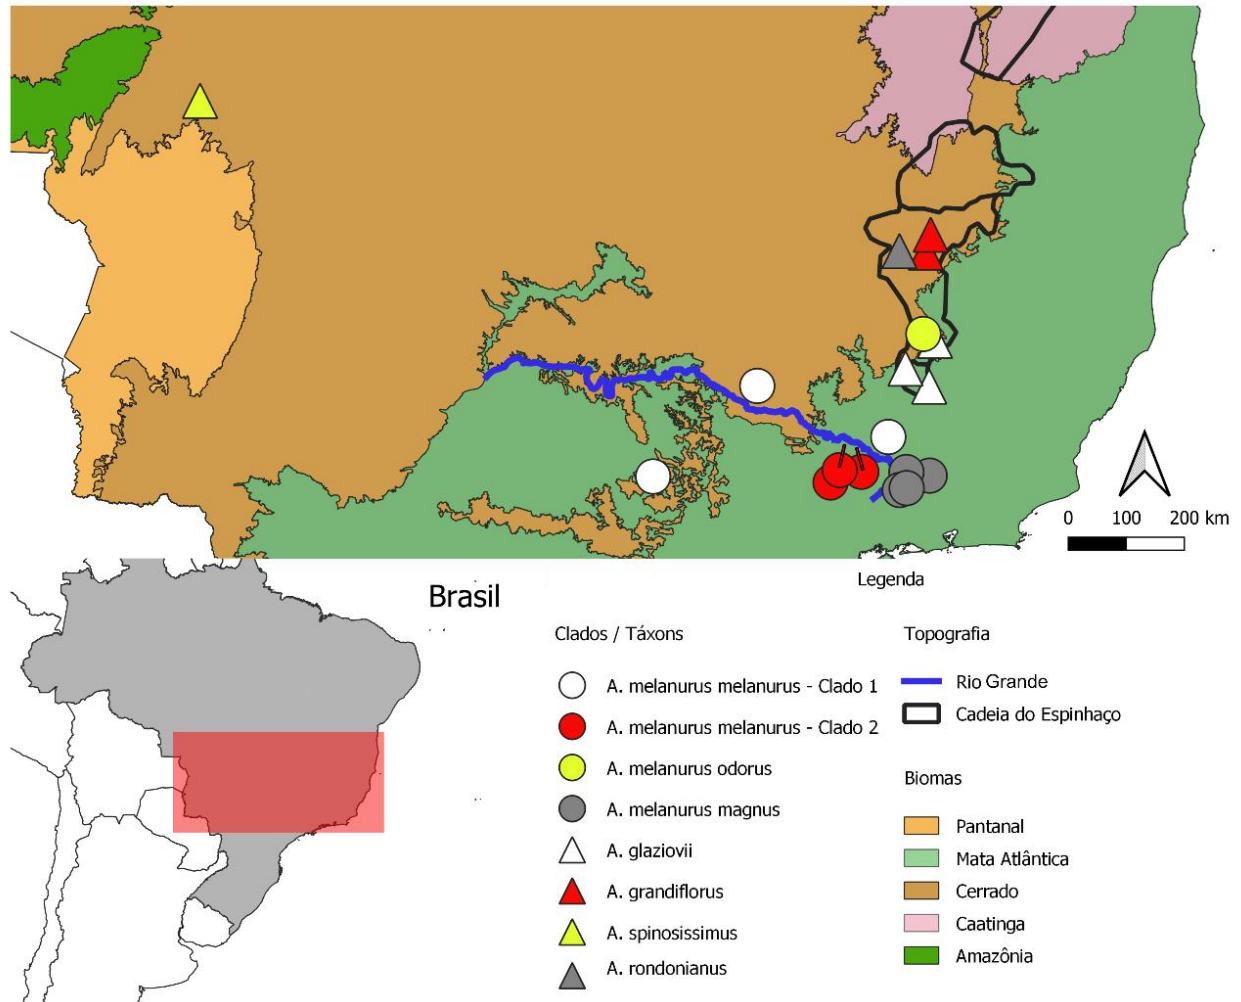 0 100 200 km
Brasil
Legenda
Clados / Táxons
A. melanurus melanurus - Clado 1
A. melanurus melanurus - Clado 2
A. melanurus odorus
A. melanurus magnus
A. glaziovii
A. grandiflorus
A. spinosissimus
A. rondonianus
Topografia
Rio Grande
Cadeia do Espinhaço
Biomas
Pantanal
Mata Atlântica
Cerrado
Caatinga
Amazônia